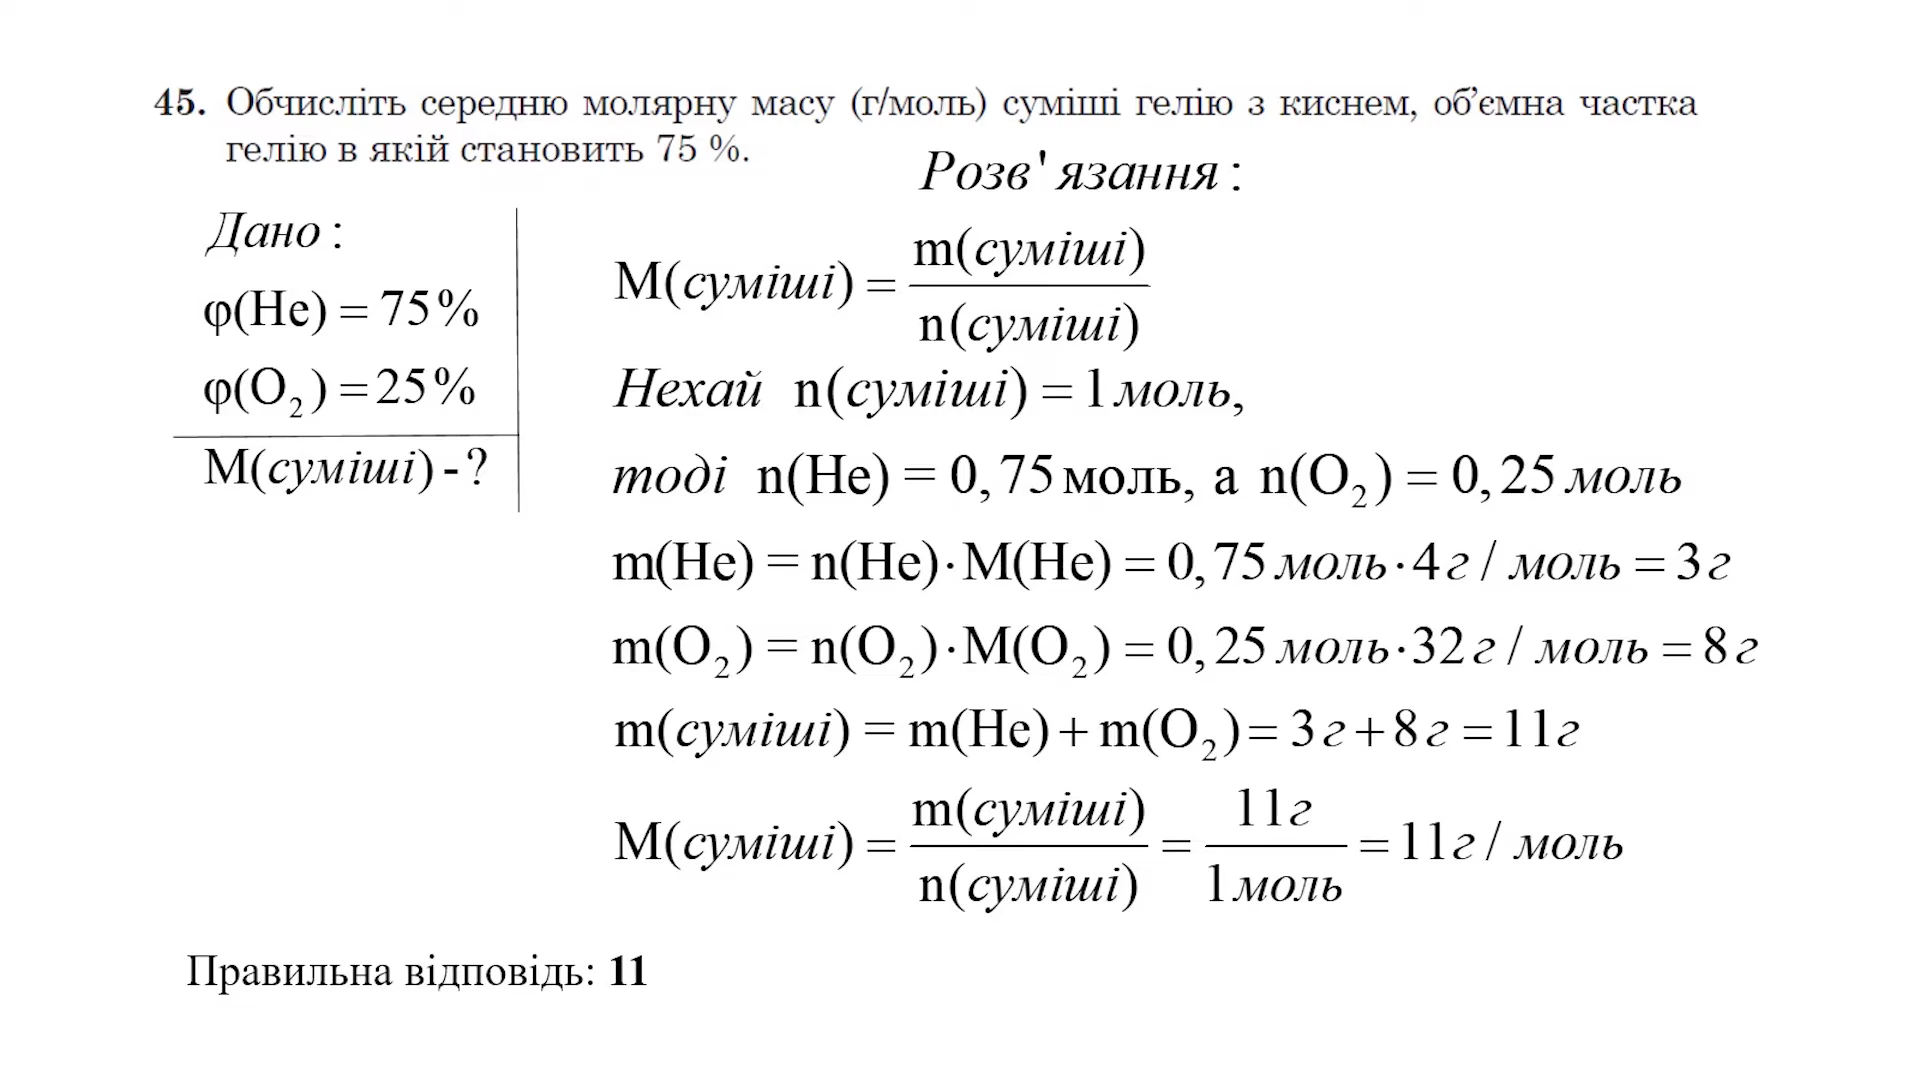 45. Обчисліть середню молярну масу (г/моль) суміші гелію з киснем, об’ємна частка
гелію в якій становить 75 %.
Розв'язання:
Дано:
φ(He) = 75%
φ(O₂) = 25%
M(суміші) - ?
M(суміші) = m(суміші) / n(суміші)
Нехай n(суміші) = 1 моль,
тоді n(He) = 0,75 моль, а n(O₂) = 0,25 моль
m(He) = n(He)·M(He) = 0,75 моль·4 г / моль = 3 г
m(O₂) = n(O₂)·M(O₂) = 0,25 моль·32 г / моль = 8 г
m(суміші) = m(He) + m(O₂) = 3 г + 8 г = 11 г
M(суміші) = m(суміші) / n(суміші) = 11 г / 1 моль = 11 г / моль
Правильна відповідь: 11